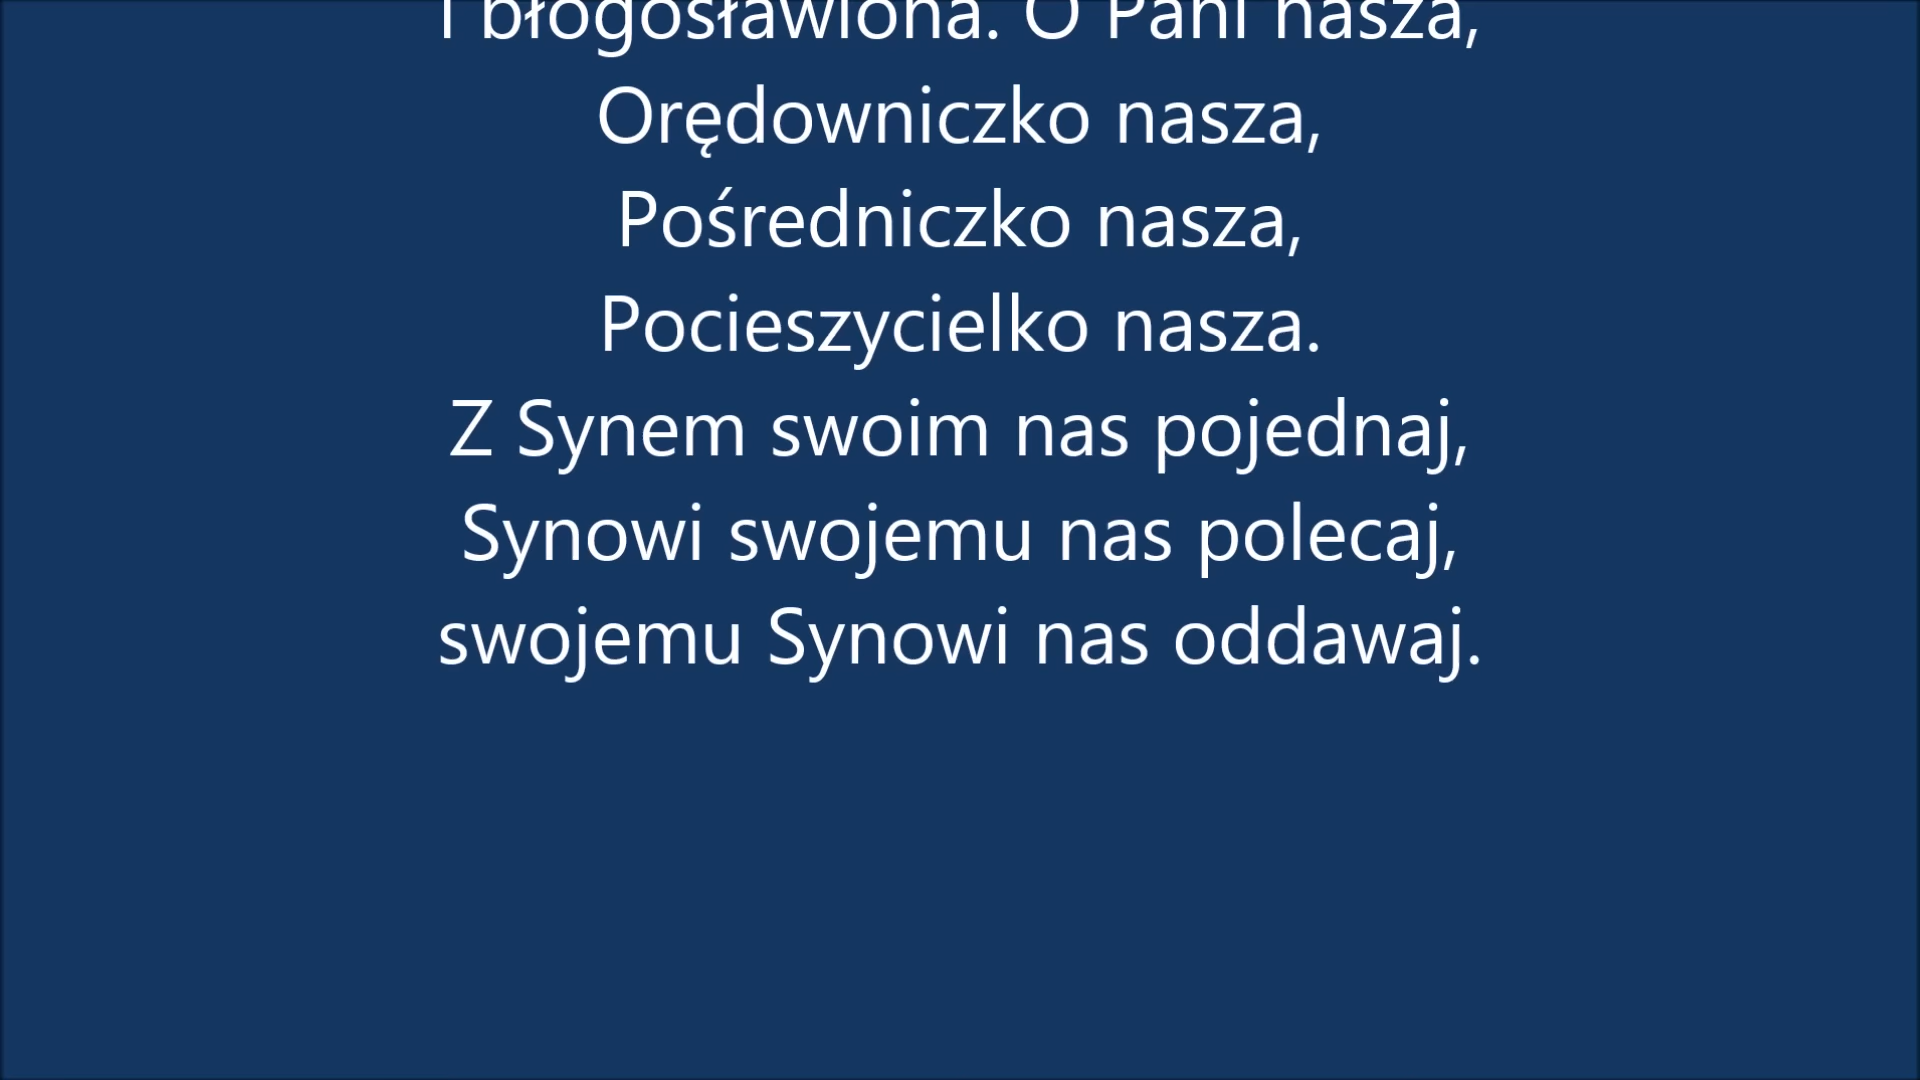 i błogosławiona. O Pani nasza,
Orędowniczko nasza,
Pośredniczko nasza,
Pocieszycielko nasza.
Z Synem swoim nas pojednaj,
Synowi swojemu nas polecaj,
swojemu Synowi nas oddawaj.